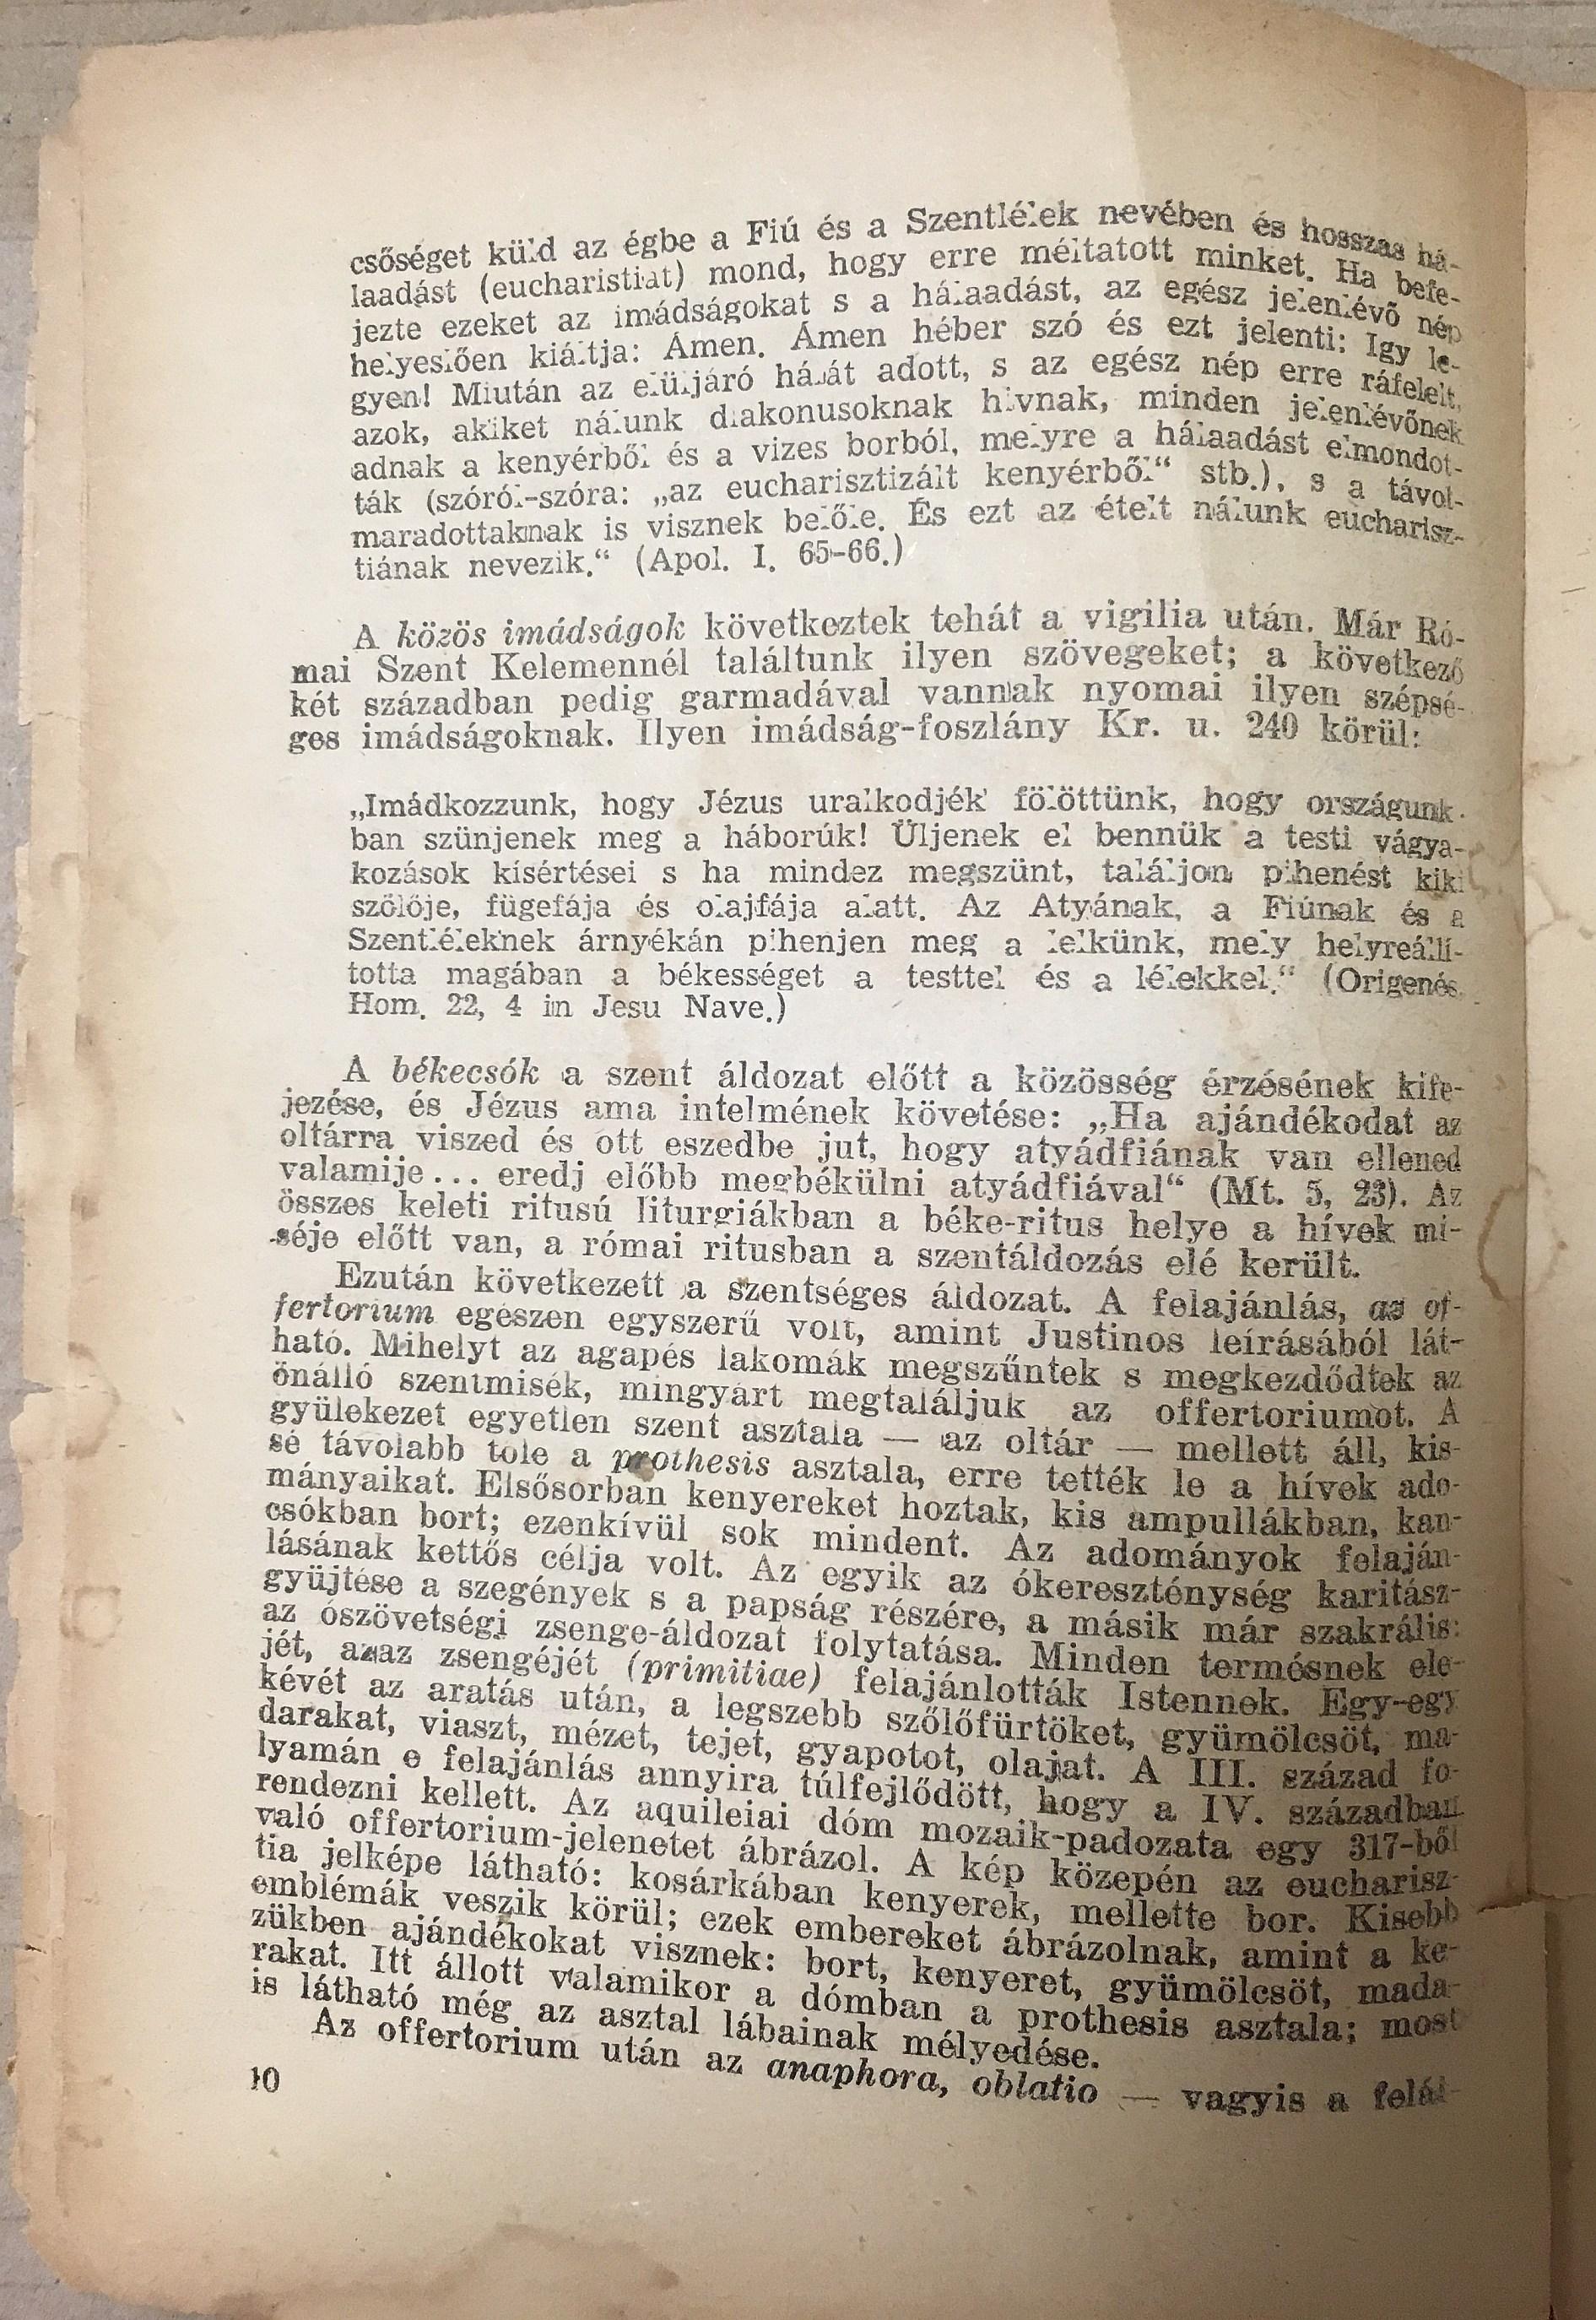 csőséget küld az égbe a Fiú és a Szentlélek nevében és hosszas há-
laadást (eucharistiat) mond, hogy erre méltatott minket. Ha befe-
jezte ezeket az imádságokat s a hálaadást, az egész jelenlévő nép
helyeslően kiáltja: Ámen. Ámen héber szó és ezt jelenti: Igy le-
gyen! Miután az elüljáró hálát adott, s az egész nép erre ráfelelt,
azok, akiket nálunk diakonusoknak hívnak, minden jelenlévőnek
adnak a kenyérből és a vizes borból, melyre a hálaadást elmondot-
ták (szóról-szóra: „az eucharisztizált kenyérből“ stb.), s a távol-
maradottaknak is visznek belőle. És ezt az ételt nálunk eucharisz-
tiának nevezik.“ (Apol. I. 65-66.)
A közös imádságok következtek tehát a vigilia után. Már Ró-
mai Szent Kelemennél találtunk ilyen szövegeket; a következő
két században pedig garmadával vannak nyomai ilyen szépsé-
ges imádságoknak. Ilyen imádság-foszlány Kr. u. 240 körül:
„Imádkozzunk, hogy Jézus uralkodjék fölöttünk, hogy országunk-
ban szünjenek meg a háborúk! Üljenek el bennük a testi vágya-
kozások kísértései s ha mindez megszünt, találjon pihenést kiki
szölöje, fügefája és olajfája alatt. Az Atyának, a Fiúnak és a
Szentléleknek árnyékán pihenjen meg a lelkünk, mely helyreállí-
totta magában a békességet a testtel és a lélekkel.“ (Origenés
Hom. 22, 4 in Jesu Nave.)
A békecsók a szent áldozat előtt a közösség érzésének kife-
jezése, és Jézus ama intelmének követése: „Ha ajándékodat az
oltárra viszed és ott eszedbe jut, hogy atyádfiának van ellened
valamije... eredj előbb megbékülni atyádfiával“ (Mt. 5, 23). Az
összes keleti ritusú liturgiákban a béke-ritus helye a hívek mi-
séje előtt van, a római ritusban a szentáldozás elé került.
Ezután következett a szentséges áldozat. A felajánlás, az of-
fertorium egészen egyszerű volt, amint Justinos leírásából lát-
ható. Mihelyt az agapés lakomák megszűntek s megkezdődtek az
önálló szentmisék, mingyárt megtaláljuk az offertoriumot. A
gyülekezet egyetlen szent asztala — az oltár — mellett áll, kis-
sé távolabb tőle a prothesis asztala, erre tették le a hívek ado-
mányaikat. Elsősorban kenyereket hoztak, kis ampullákban, kan-
csókban bort; ezenkívül sok mindent. Az adományok felaján-
lásának kettős célja volt. Az egyik az ókereszténység karitász-
gyüjtése a szegények s a papság részére, a másik már szakrális:
az ószövetségi zsenge-áldozat folytatása. Minden termésnek ele-
jét, azaz zsengéjét (primitiae) felajánlották Istennek. Egy-egy
kévét az aratás után, a legszebb szőlőfürtöket, gyümölcsöt, ma-
darakat, viaszt, mézet, tejet, gyapotot, olajat. A III. század fo-
lyamán e felajánlás annyira túlfejlődött, hogy a IV. században
rendezni kellett. Az aquileiai dóm mozaik-padozata egy 317-ből
való offertorium-jelenetet ábrázol. A kép közepén az eucharisz-
tia jelképe látható: kosárkában kenyerek, mellette bor. Kisebb
emblémák veszik körül; ezek embereket ábrázolnak, amint a ke-
zükben ajándékokat visznek: bort, kenyeret, gyümölcsöt, mada-
rakat. Itt állott valamikor a dómban a prothesis asztala; most
is látható még az asztal lábainak mélyedése.
Az offertorium után az anaphora, oblatio — vagyis a felál-
10